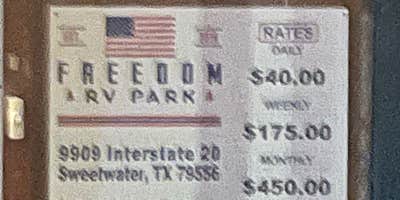 FREEDOM
RV PARK
9909 Interstate 20
Sweetwater, TX 79556
RATES
DAILY
$40.00
WEEKLY
$175.00
MONTHLY
$450.00